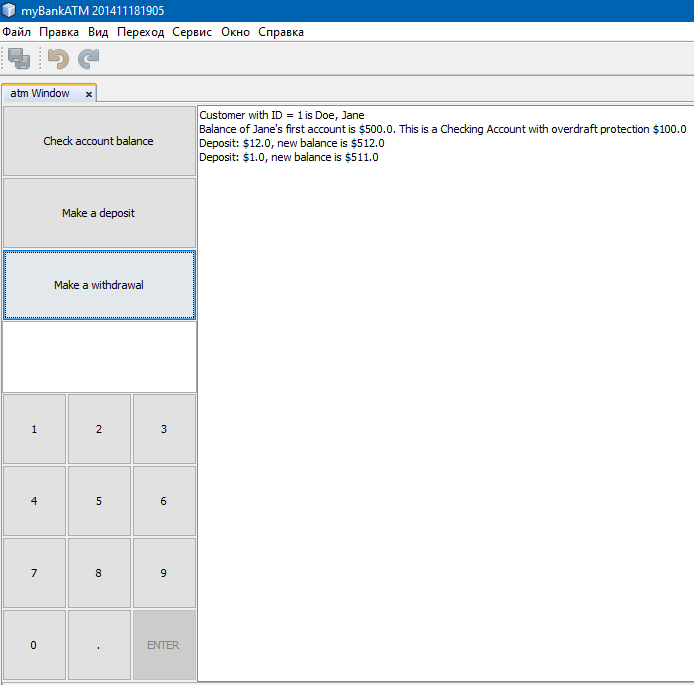 myBankATM 201411181905
Файл Правка Вид Переход Сервис Окно Справка
atm Window x
Check account balance
Make a deposit
Make a withdrawal
Customer with ID = 1 is Doe, Jane
Balance of Jane's first account is $500.0. This is a Checking Account with overdraft protection $100.0
Deposit: $12.0, new balance is $512.0
Deposit: $1.0, new balance is $511.0
1 2 3
4 5 6
7 8 9
0 . ENTER